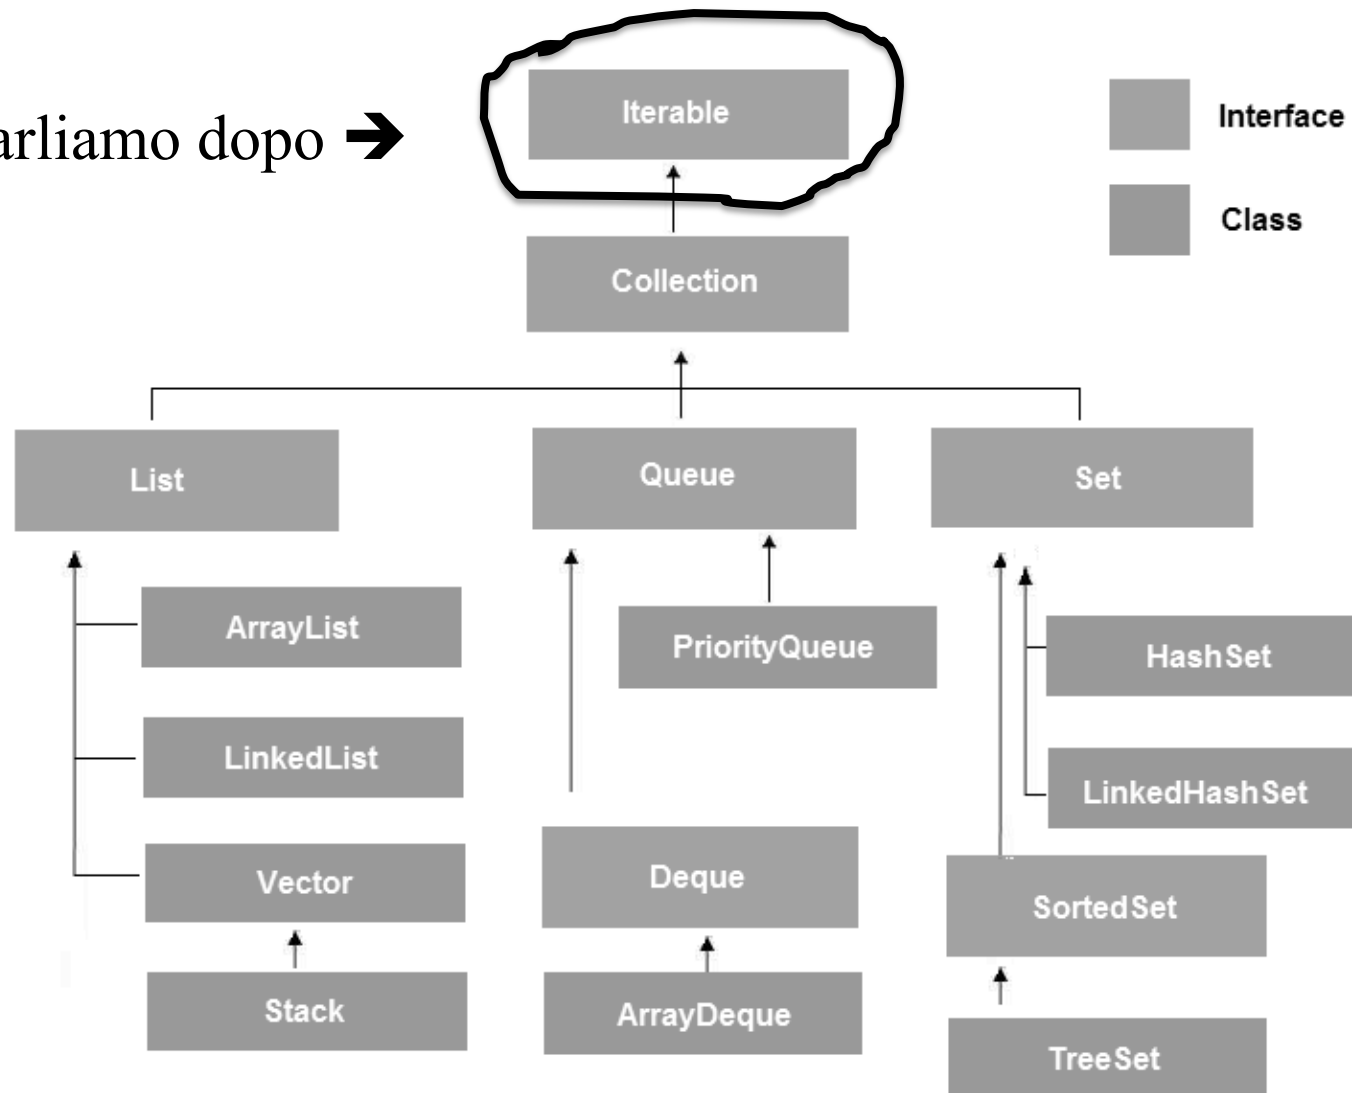 Iterable
Interface
arliamo dopo ➔
Class
Collection
List
Queue
Set
ArrayList
PriorityQueue
HashSet
LinkedList
LinkedHashSet
Vector
Deque
SortedSet
Stack
ArrayDeque
TreeSet